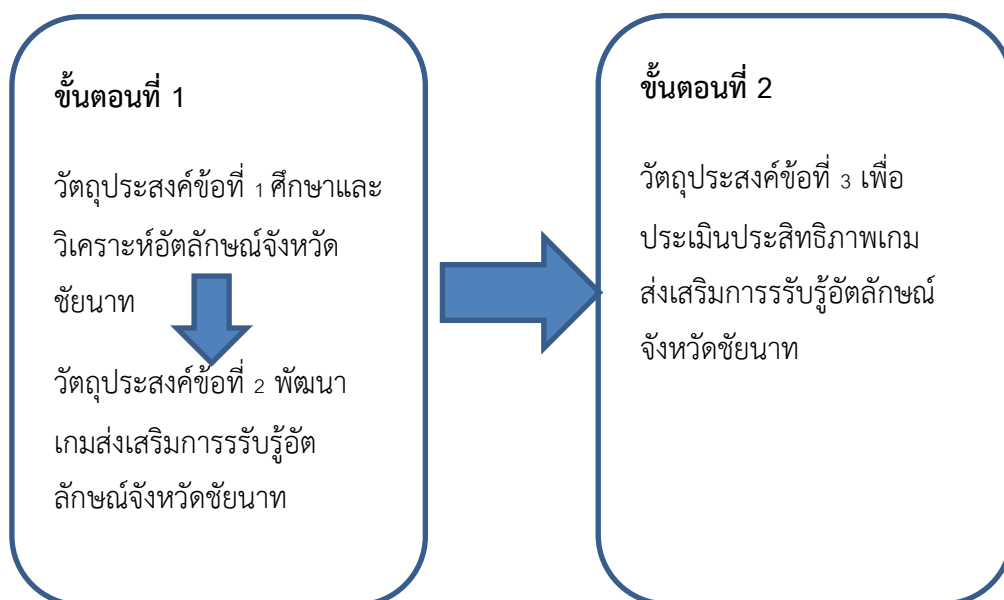 ขั้นตอนที่ 1
วัตถุประสงค์ข้อที่ 1 ศึกษาและ
วิเคราะห์อัตลักษณ์จังหวัด
ชัยนาท
วัตถุประสงค์ข้อที่ 2 พัฒนา
เกมส่งเสริมการรรับรู้อัต
ลักษณ์จังหวัดชัยนาท
ขั้นตอนที่ 2
วัตถุประสงค์ข้อที่ 3 เพื่อ
ประเมินประสิทธิภาพเกม
ส่งเสริมการรรับรู้อัตลักษณ์
จังหวัดชัยนาท